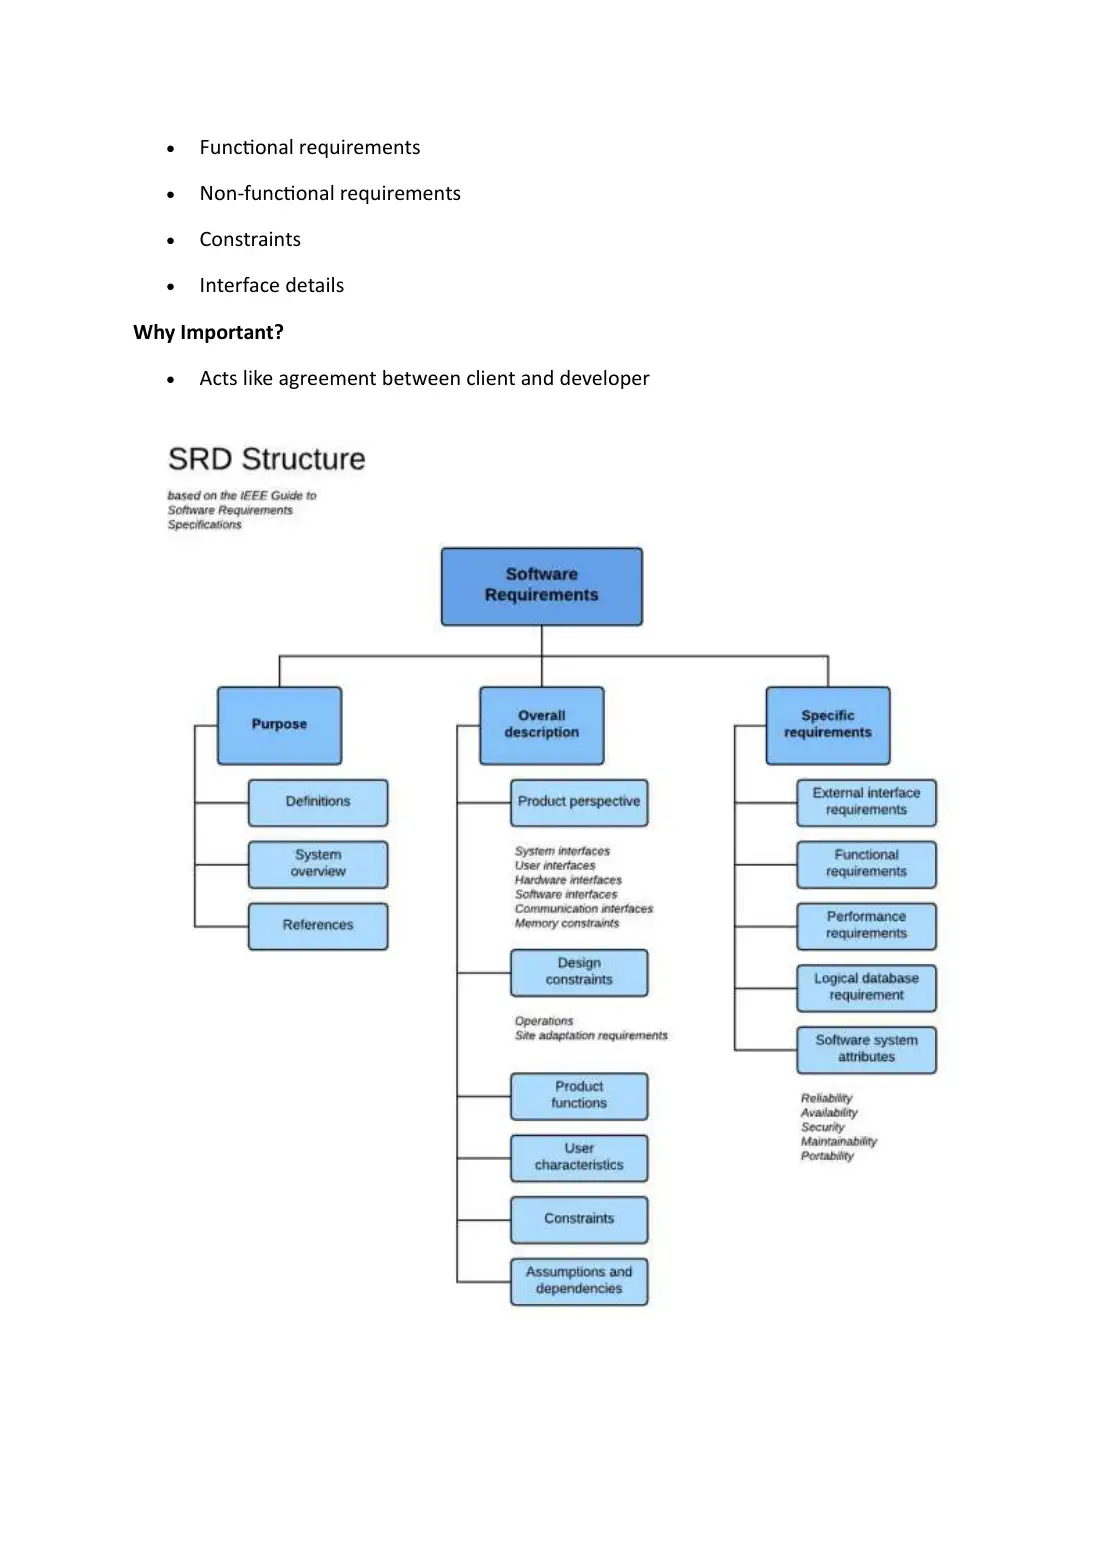 • Functional requirements
• Non-functional requirements
• Constraints
• Interface details
Why Important?
• Acts like agreement between client and developer
SRD Structure
based on the IEEE Guide to
Software Requirements
Specifications
Software
Requirements
Purpose
Definitions
System
overview
References
Overall
description
Product perspective
System interfaces
User interfaces
Hardware interfaces
Software interfaces
Communication interfaces
Memory constraints
Design
constraints
Operations
Site adaptation requirements
Product
functions
User
characteristics
Constraints
Assumptions and
dependencies
Specific
requirements
External interface
requirements
Functional
requirements
Performance
requirements
Logical database
requirement
Software system
attributes
Reliability
Availability
Security
Maintainability
Portability